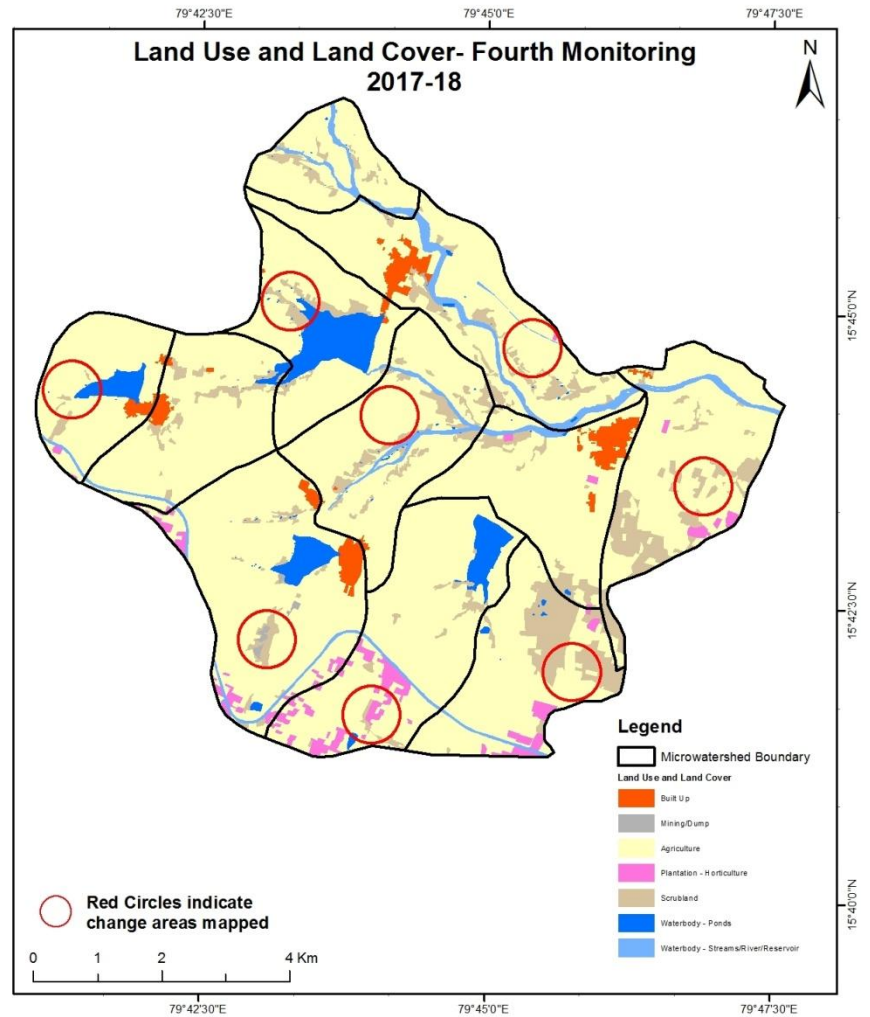 79°42'30"E
79°45'0"E
79°47'30"E
Land Use and Land Cover- Fourth Monitoring
2017-18
N
15°45'0"N
15°42'30"N
15°40'0"N
Legend
Microwatershed Boundary
Land Use and Land Cover
Built Up
Mining/Dump
Agriculture
Plantation - Horticulture
Scrubland
Waterbody - Ponds
Waterbody - Streams/River/Reservoir
Red Circles indicate
change areas mapped
0 1 2 4 Km
79°42'30"E
79°45'0"E
79°47'30"E